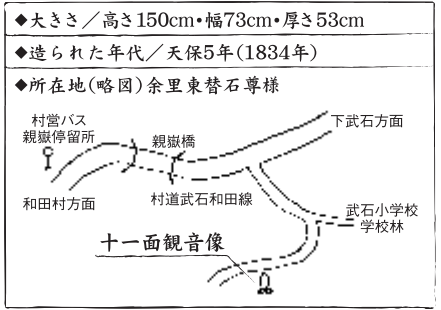 ◆大きさ／高さ150cm・幅73cm・厚さ53cm
◆造られた年代／天保5年(1834年)
◆所在地(略図)余里東替石尊様
村営バス
親嶽停留所
親嶽橋
下武石方面
和田村方面
村道武石和田線
武石小学校
学校林
十一面観音像